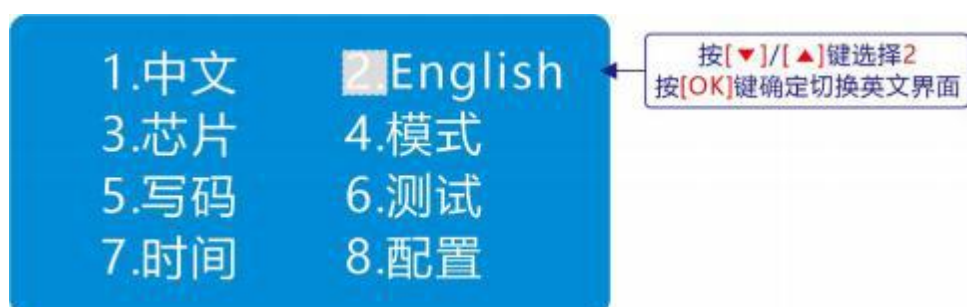 1.中文 2.English
3.芯片 4.模式
5.写码 6.测试
7.时间 8.配置
按[▼]/[▲]键选择2
按[OK]键确定切换英文界面